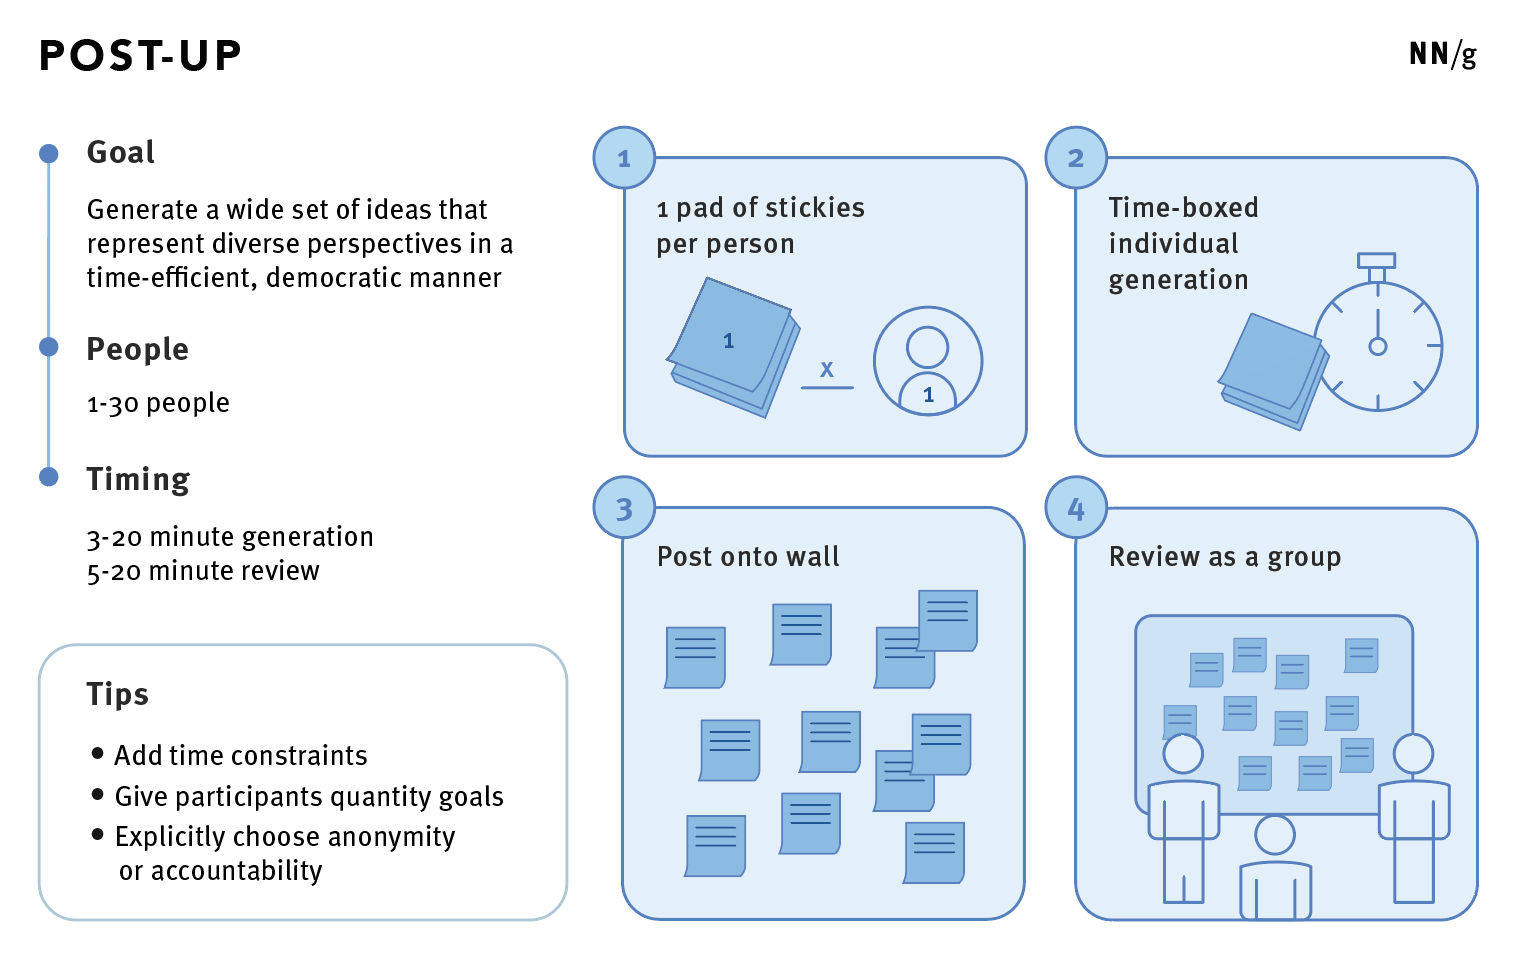 POST-UP
NN/g
Goal
Generate a wide set of ideas that
represent diverse perspectives in a
time-efficient, democratic manner
People
1-30 people
Timing
3-20 minute generation
5-20 minute review
Tips
• Add time constraints
• Give participants quantity goals
• Explicitly choose anonymity
or accountability
1
1 pad of stickies
per person
1
x
1
2
Time-boxed
individual
generation
3
Post onto wall
4
Review as a group